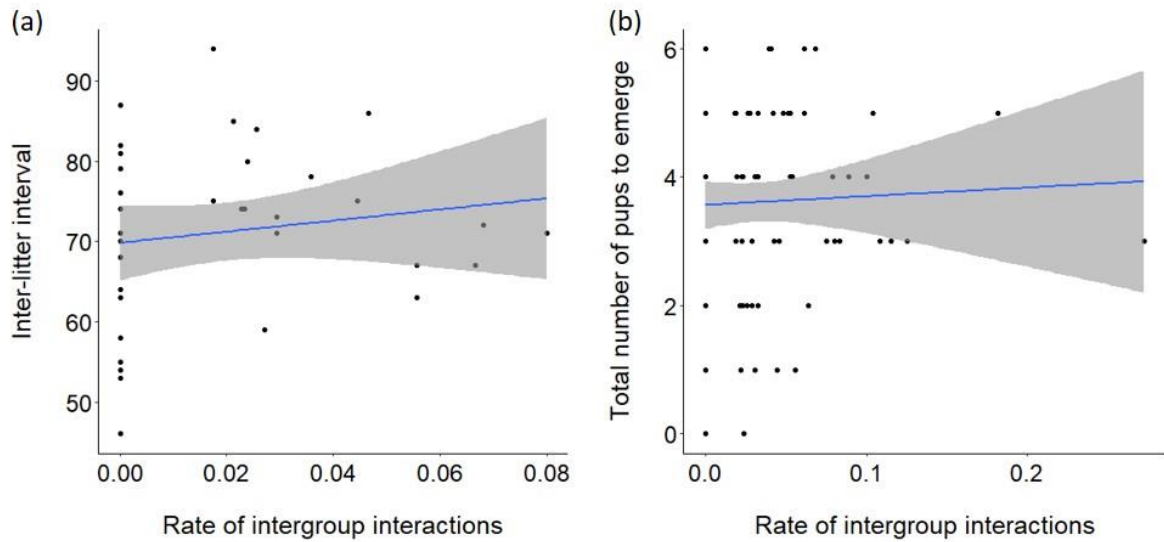 (a)
Inter-litter interval
90
80
70
60
50
0.00 0.02 0.04 0.06 0.08
Rate of intergroup interactions
(b)
Total number of pups to emerge
6
4
2
0
0.0 0.1 0.2
Rate of intergroup interactions